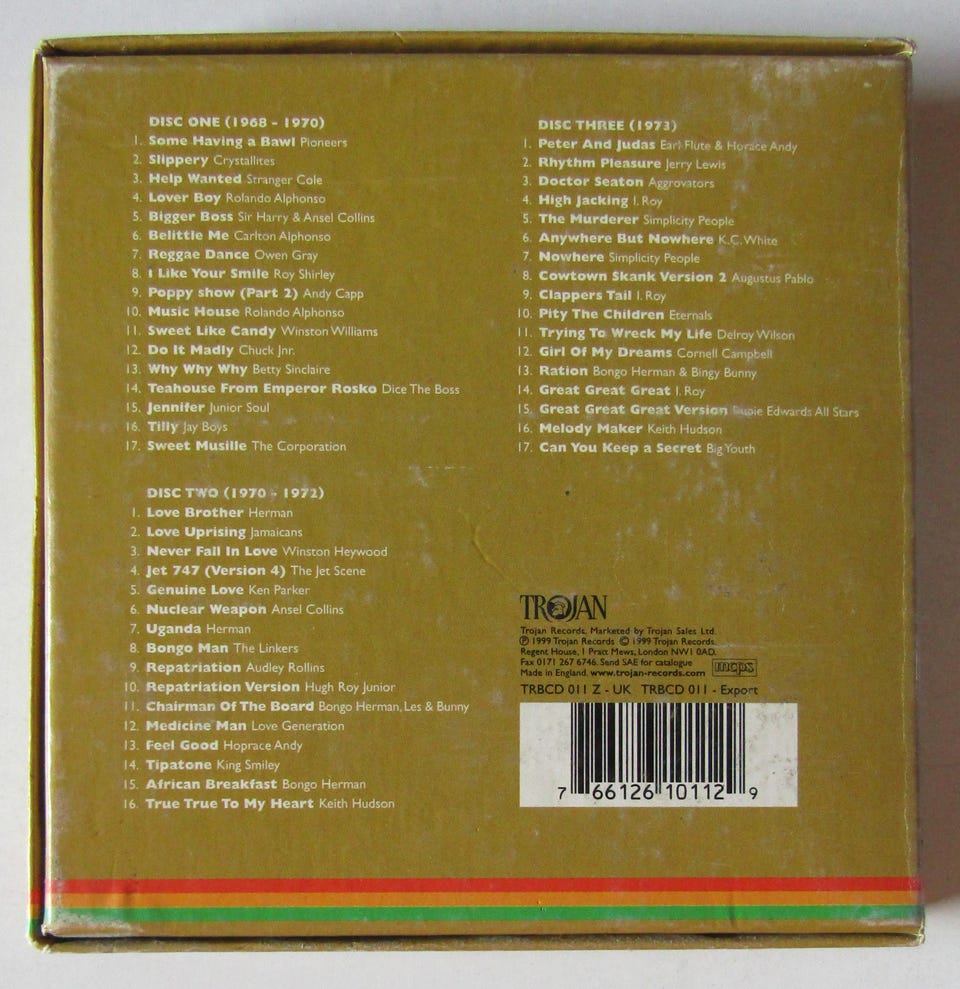 DISC ONE (1968 - 1970)
1. Some Having a Bawl Pioneers
2. Slippery Crystallites
3. Help Wanted Stranger Cole
4. Lover Boy Rolando Alphonso
5. Bigger Boss Sir Harry & Ansel Collins
6. Belittle Me Carlton Alphonso
7. Reggae Dance Owen Gray
8. I Like Your Smile Roy Shirley
9. Poppy show (Part 2) Andy Capp
10. Music House Rolando Alphonso
11. Sweet Like Candy Winston Williams
12. Do It Madly Chuck Jnr.
13. Why Why Why Betty Sinclaire
14. Teahouse From Emperor Rosko Dice The Boss
15. Jennifer Junior Soul
16. Tilly Jay Boys
17. Sweet Musille The Corporation
DISC TWO (1970 - 1972)
1. Love Brother Herman
2. Love Uprising Jamaicans
3. Never Fall In Love Winston Heywood
4. Jet 747 (Version 4) The Jet Scene
5. Genuine Love Ken Parker
6. Nuclear Weapon Ansel Collins
7. Uganda Herman
8. Bongo Man The Linkers
9. Repatriation Audley Rollins
10. Repatriation Version Hugh Roy Junior
11. Chairman Of The Board Bongo Herman, Les & Bunny
12. Medicine Man Love Generation
13. Feel Good Hoprace Andy
14. Tipatone King Smiley
15. African Breakfast Bongo Herman
16. True True To My Heart Keith Hudson
DISC THREE (1973)
1. Peter And Judas Earl Flute & Horace Andy
2. Rhythm Pleasure Jerry Lewis
3. Doctor Seaton Aggrovators
4. High Jacking I. Roy
5. The Murderer Simplicity People
6. Anywhere But Nowhere K.C. White
7. Nowhere Simplicity People
8. Cowtown Skank Version 2 Augustus Pablo
9. Clappers Tail I. Roy
10. Pity The Children Eternals
11. Trying To Wreck My Life Delroy Wilson
12. Girl Of My Dreams Cornell Campbell
13. Ration Bongo Herman & Bingy Bunny
14. Great Great Great I. Roy
15. Great Great Great Version Rupie Edwards All Stars
16. Melody Maker Keith Hudson
17. Can You Keep a Secret Big Youth
TROJAN
Trojan Records. Marketed by Trojan Sales Ltd.
℗ 1999 Trojan Records © 1999 Trojan Records.
Regent House, 1 Pratt Mews, London NW1 0AD.
Fax 0171 267 6746. Send SAE for catalogue
Made in England. www.trojan-records.com
mcps
TRBCD 011 Z - UK TRBCD 011 - Export
7 66126 10112 9